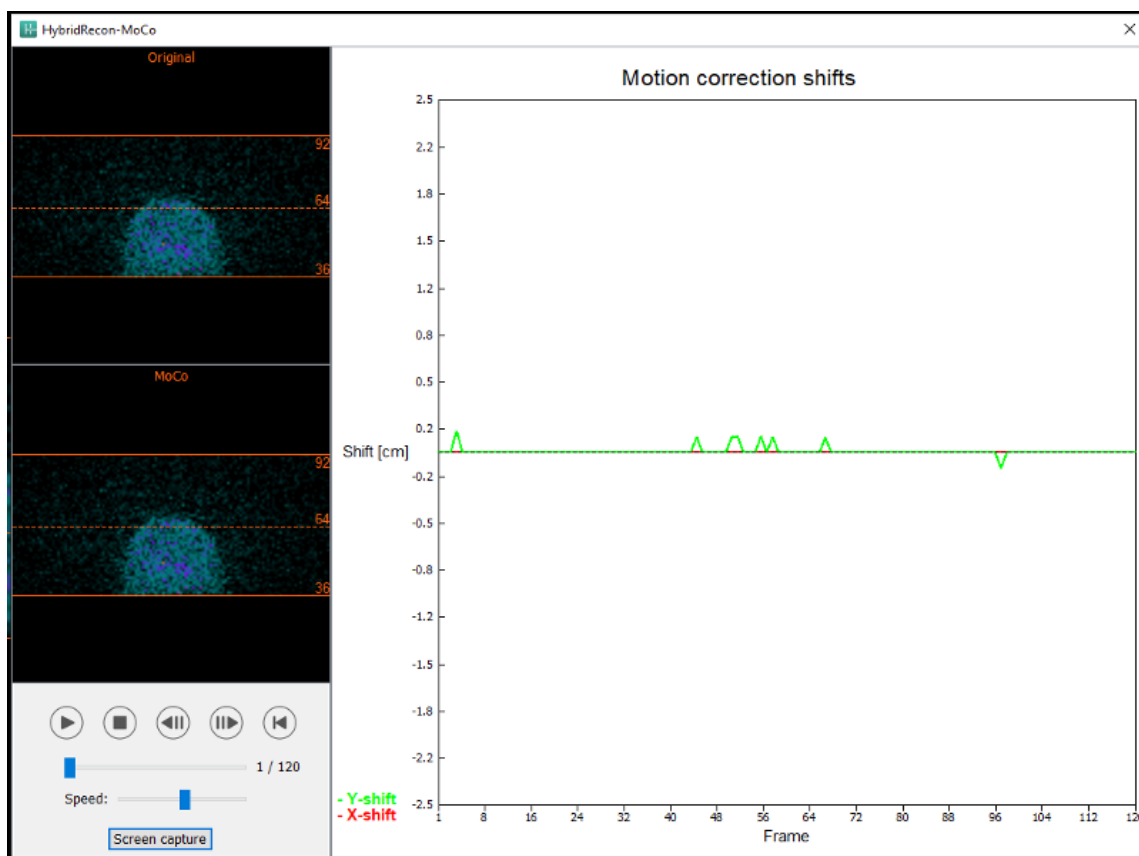 HybridRecon-MoCo
Original
92
64
36
MoCo
92
64
36
1 / 120
Speed:
Screen capture
Motion correction shifts
2.5
2.2
1.8
1.5
1.2
0.8
0.5
0.2
Shift [cm]
-0.2
-0.5
-0.8
-1.2
-1.5
-1.8
-2.2
-2.5
- Y-shift
- X-shift
1 8 16 24 32 40 48 56 64 72 80 88 96 104 112 120
Frame